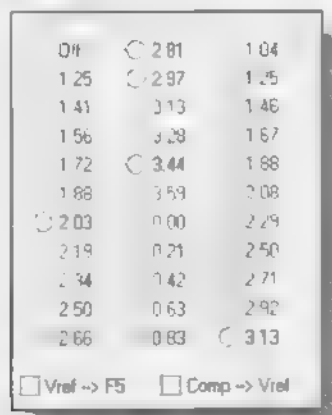 Off 2.81 1.04
1.25 2.97 1.25
1.41 3.13 1.46
1.56 3.28 1.67
1.72 3.44 1.88
1.88 3.59 2.08
2.03 0.00 2.29
2.19 0.21 2.50
2.34 0.42 2.71
2.50 0.63 2.92
2.66 0.83 3.13
Vref --> F5 Comp --> Vref